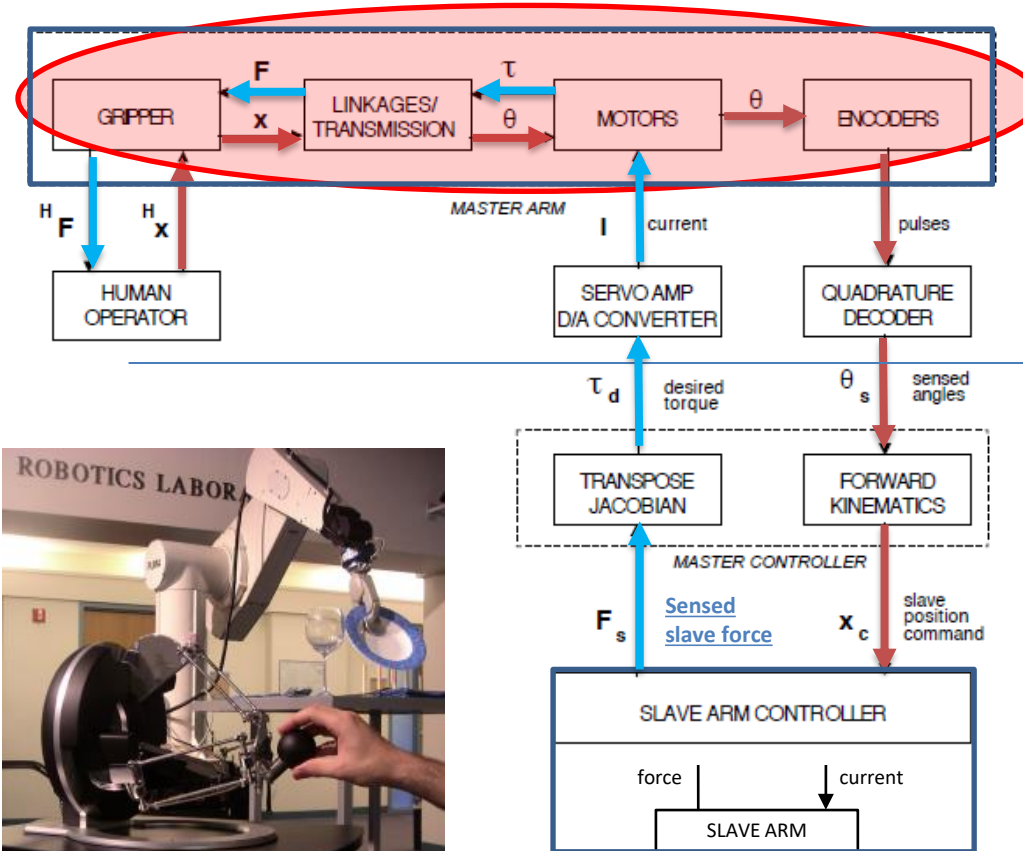 F
τ
θ
GRIPPER
LINKAGES/
TRANSMISSION
MOTORS
ENCODERS
x
θ
MASTER ARM
H
F
H
x
I
current
pulses
HUMAN
OPERATOR
SERVO AMP
D/A CONVERTER
QUADRATURE
DECODER
τ d
desired
torque
θ s
sensed
angles
TRANSPOSE
JACOBIAN
FORWARD
KINEMATICS
MASTER CONTROLLER
ROBOTICS LABORA
F s
Sensed
slave force
x c
slave
position
command
SLAVE ARM CONTROLLER
force
current
SLAVE ARM